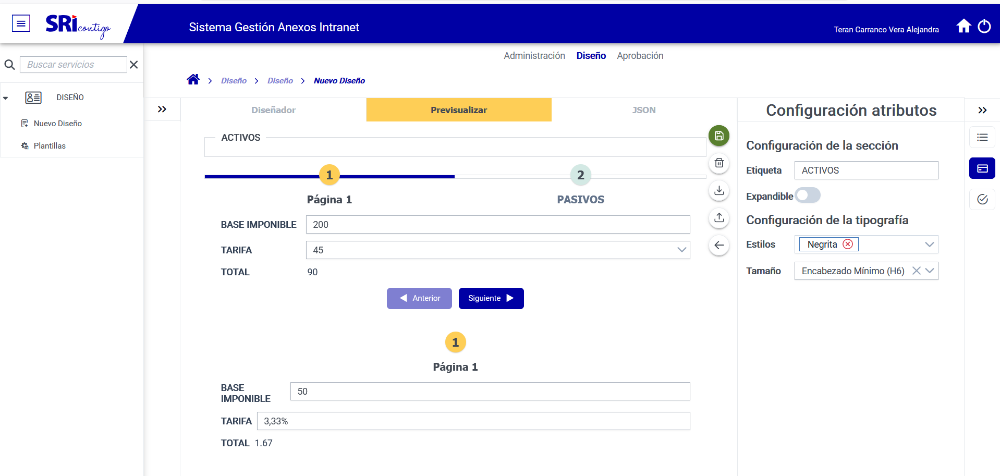 SRi contigo
Sistema Gestión Anexos Intranet
Teran Carranco Vera Alejandra
Buscar servicios
Administración Diseño Aprobación
Diseño Diseño Nuevo Diseño
DISEÑO
Nuevo Diseño
Plantillas
Diseñador Previsualizar JSON
ACTIVOS
1 2
Página 1 PASIVOS
BASE IMPONIBLE 200
TARIFA 45
TOTAL 90
Anterior Siguiente
1
Página 1
BASE
IMPONIBLE 50
TARIFA 3,33%
TOTAL 1.67
Configuración atributos
Configuración de la sección
Etiqueta ACTIVOS
Expandible
Configuración de la tipografía
Estilos Negrita
Tamaño Encabezado Mínimo (H6)